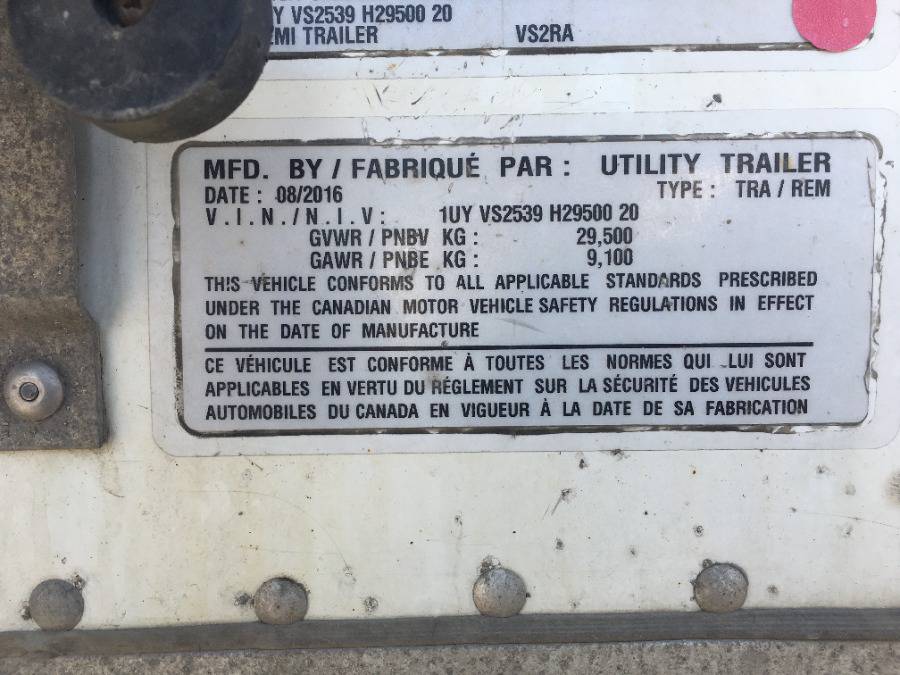 VS2539 H29500 20
TRAILER VS2RA
MFD. BY / FABRIQUÉ PAR : UTILITY TRAILER
DATE : 08/2016 TYPE : TRA / REM
V.I.N./N.I.V: 1UY VS2539 H29500 20
GVWR / PNBV KG : 29,500
GAWR / PNBE KG : 9,100
THIS VEHICLE CONFORMS TO ALL APPLICABLE STANDARDS PRESCRIBED
UNDER THE CANADIAN MOTOR VEHICLE SAFETY REGULATIONS IN EFFECT
ON THE DATE OF MANUFACTURE
CE VÉHICULE EST CONFORME À TOUTES LES NORMES QUI LUI SONT
APPLICABLES EN VERTU DU RÉGLEMENT SUR LA SÉCURITÉ DES VEHICULES
AUTOMOBILES DU CANADA EN VIGUEUR À LA DATE DE SA FABRICATION